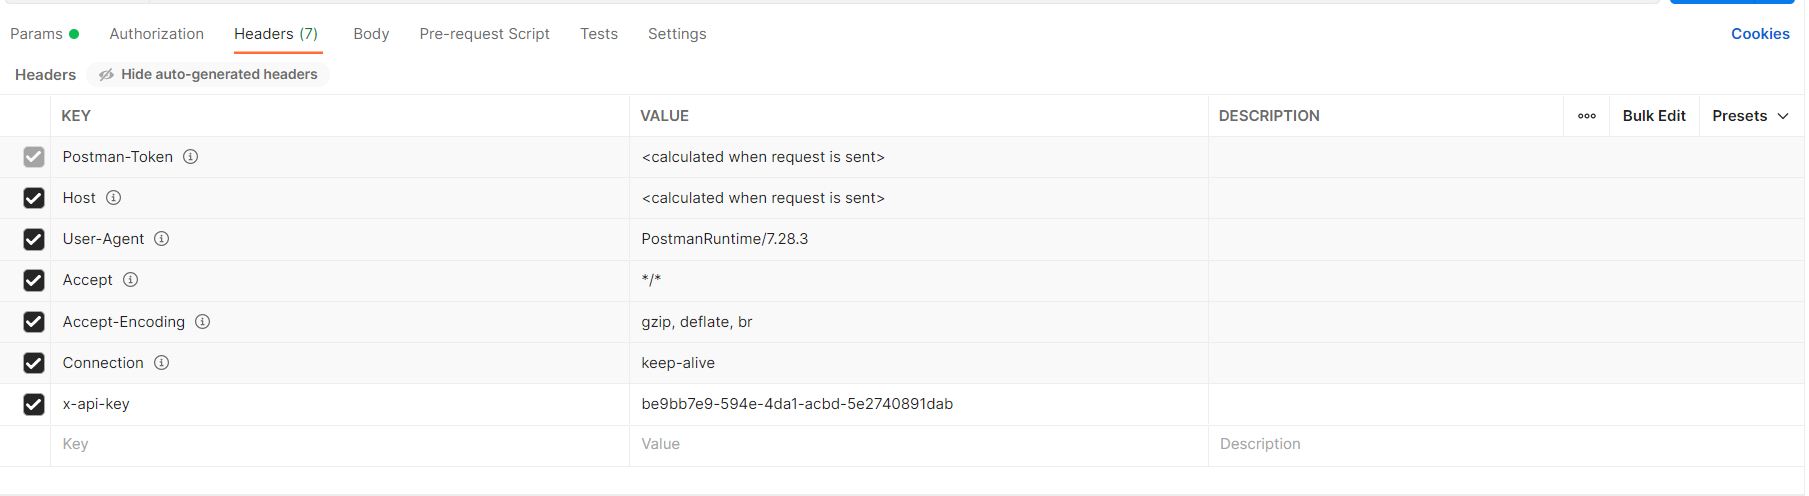 Params Authorization Headers (7) Body Pre-request Script Tests Settings Cookies
Headers Hide auto-generated headers
KEY VALUE DESCRIPTION Bulk Edit Presets
Postman-Token <calculated when request is sent>
Host <calculated when request is sent>
User-Agent PostmanRuntime/7.28.3
Accept */*
Accept-Encoding gzip, deflate, br
Connection keep-alive
x-api-key be9bb7e9-594e-4da1-acbd-5e2740891dab
Key Value Description